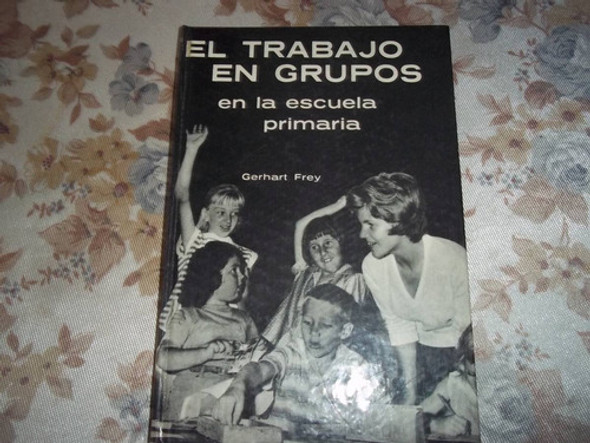 EL TRABAJO
EN GRUPOS
en la escuela
primaria
Gerhart Frey